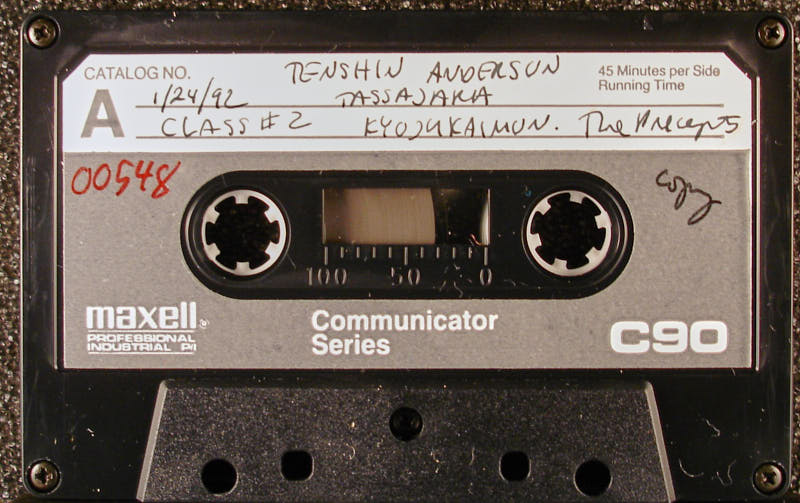 CATALOG NO. TENSHIN ANDERSON 45 Minutes per Side
Running Time
A 1/24/92 TASSAJARA
CLASS # 2 KYOJUKAIMON. The Precepts
00548 copy
100 50 0
maxell
PROFESSIONAL
INDUSTRIAL P/I
Communicator
Series
C90